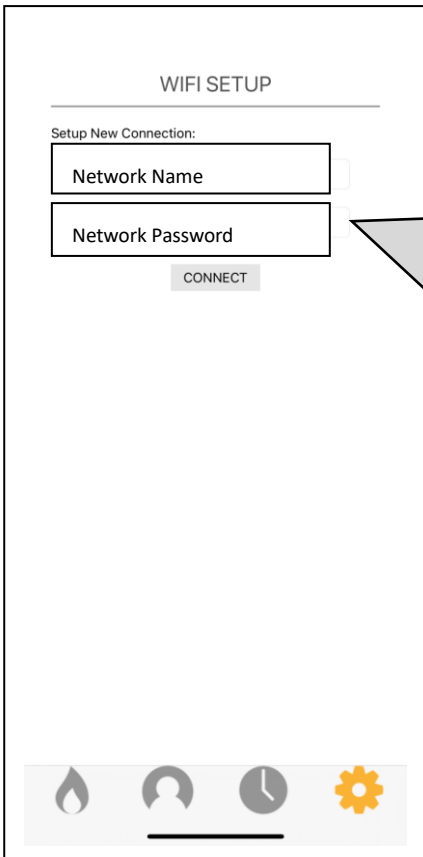 WIFI SETUP
Setup New Connection:
Network Name
Network Password
CONNECT